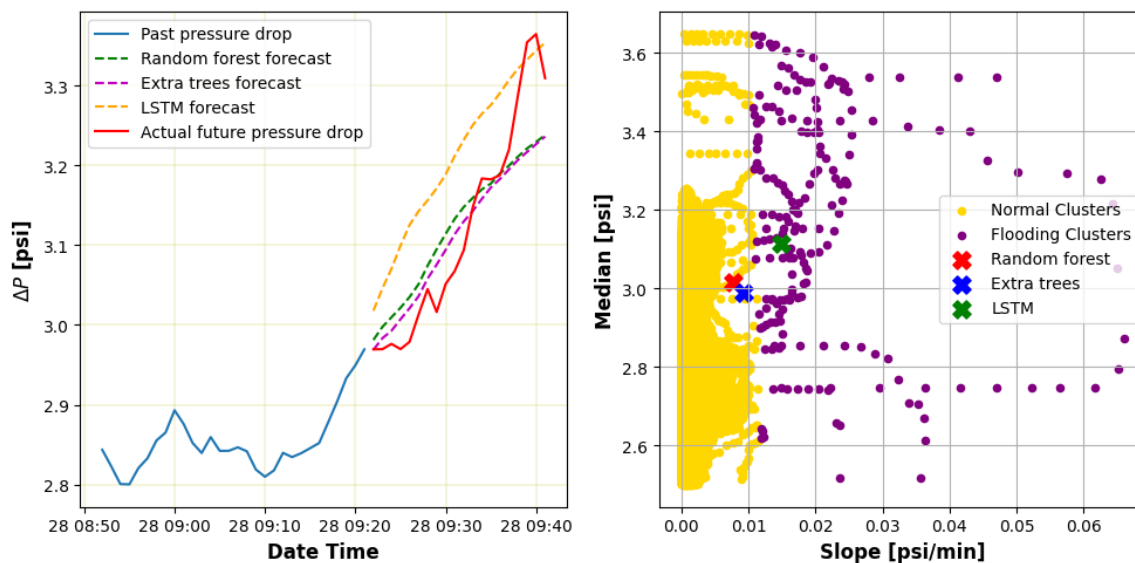 Past pressure drop
Random forest forecast
Extra trees forecast
LSTM forecast
Actual future pressure drop
3.3
3.2
3.1
3.0
2.9
2.8
ΔP [psi]
28 08:50 28 09:00 28 09:10 28 09:20 28 09:30 28 09:40
Date Time
3.6
3.4
3.2
3.0
2.8
2.6
Median [psi]
Normal Clusters
Flooding Clusters
Random forest
Extra trees
LSTM
0.00 0.01 0.02 0.03 0.04 0.05 0.06
Slope [psi/min]